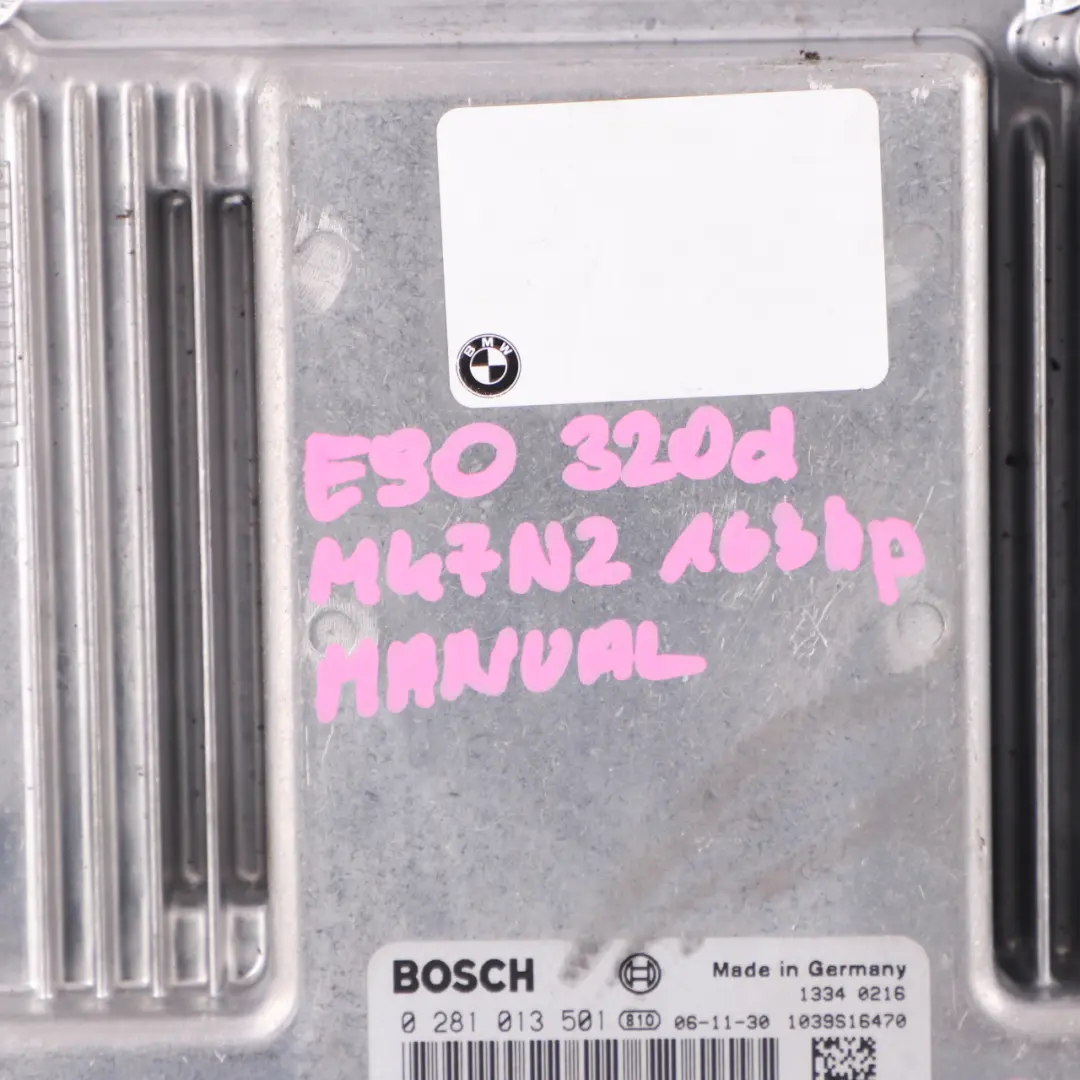 BMW
E90 320d
M47N2 163hp
MANUAL
BOSCH Made in Germany
1334 0216
0 281 013 501 810 06-11-30 1039S16470